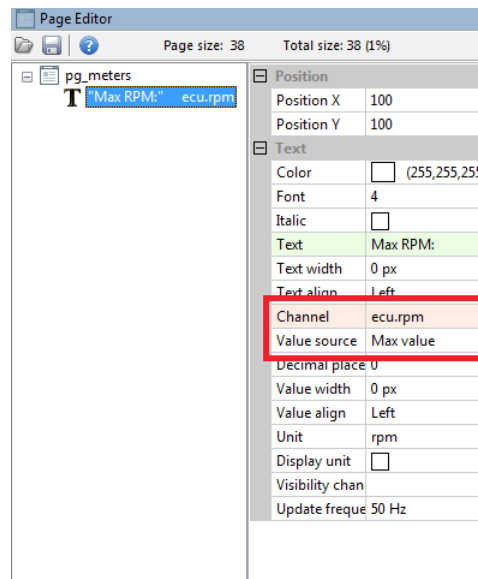 Page Editor
Page size: 38 Total size: 38 (1%)
pg_meters
T "Max RPM:" ecu.rpm
Position
Position X 100
Position Y 100
Text
Color (255,255,255
Font 4
Italic
Text Max RPM:
Text width 0 px
Text align Left
Channel ecu.rpm
Value source Max value
Decimal place 0
Value width 0 px
Value align Left
Unit rpm
Display unit
Visibility chan
Update freque 50 Hz